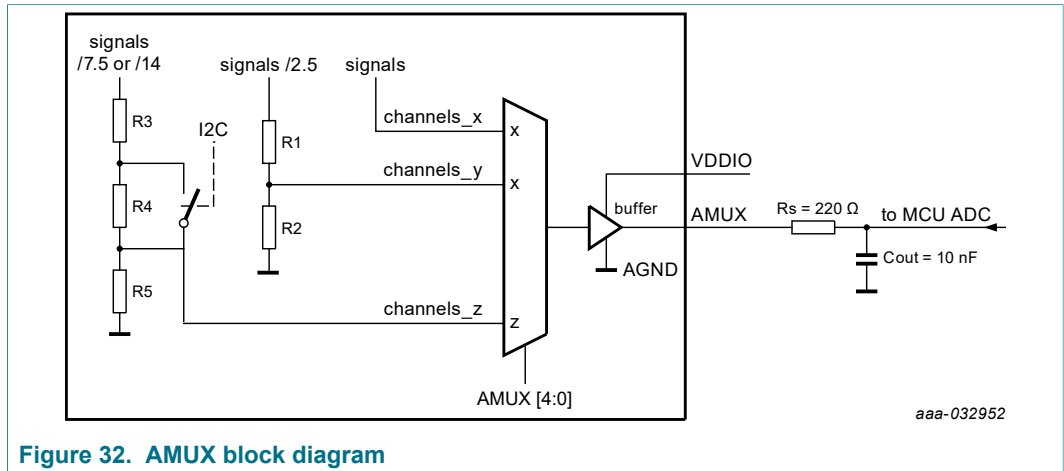 signals
/7.5 or /14
signals /2.5
signals
R3
I2C
R1
channels_x
x
channels_y
x
VDDIO
R4
R2
buffer
AMUX
Rs = 220 Ω
to MCU ADC
AGND
Cout = 10 nF
R5
channels_z
z
AMUX [4:0]
aaa-032952
Figure 32. AMUX block diagram